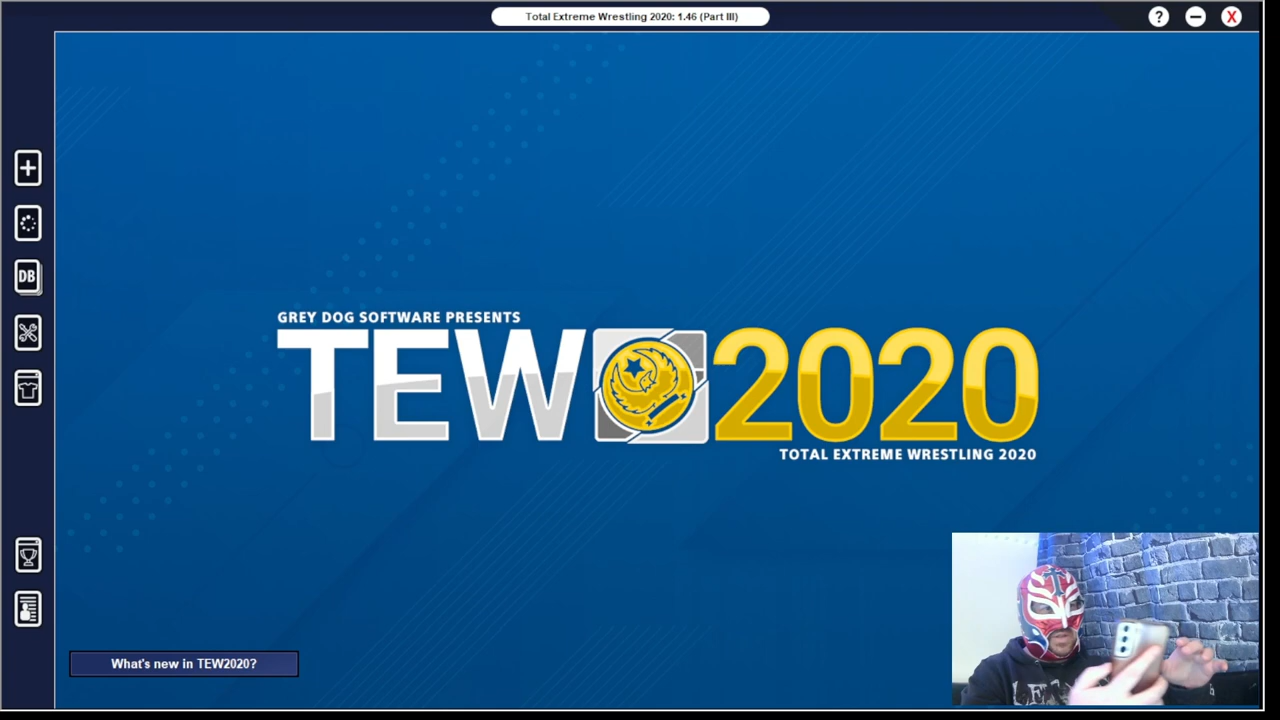 Total Extreme Wrestling 2020: 1.46 (Part III)
?
X
DB
GREY DOG SOFTWARE PRESENTS
TEW 2020
TOTAL EXTREME WRESTLING 2020
What's new in TEW2020?